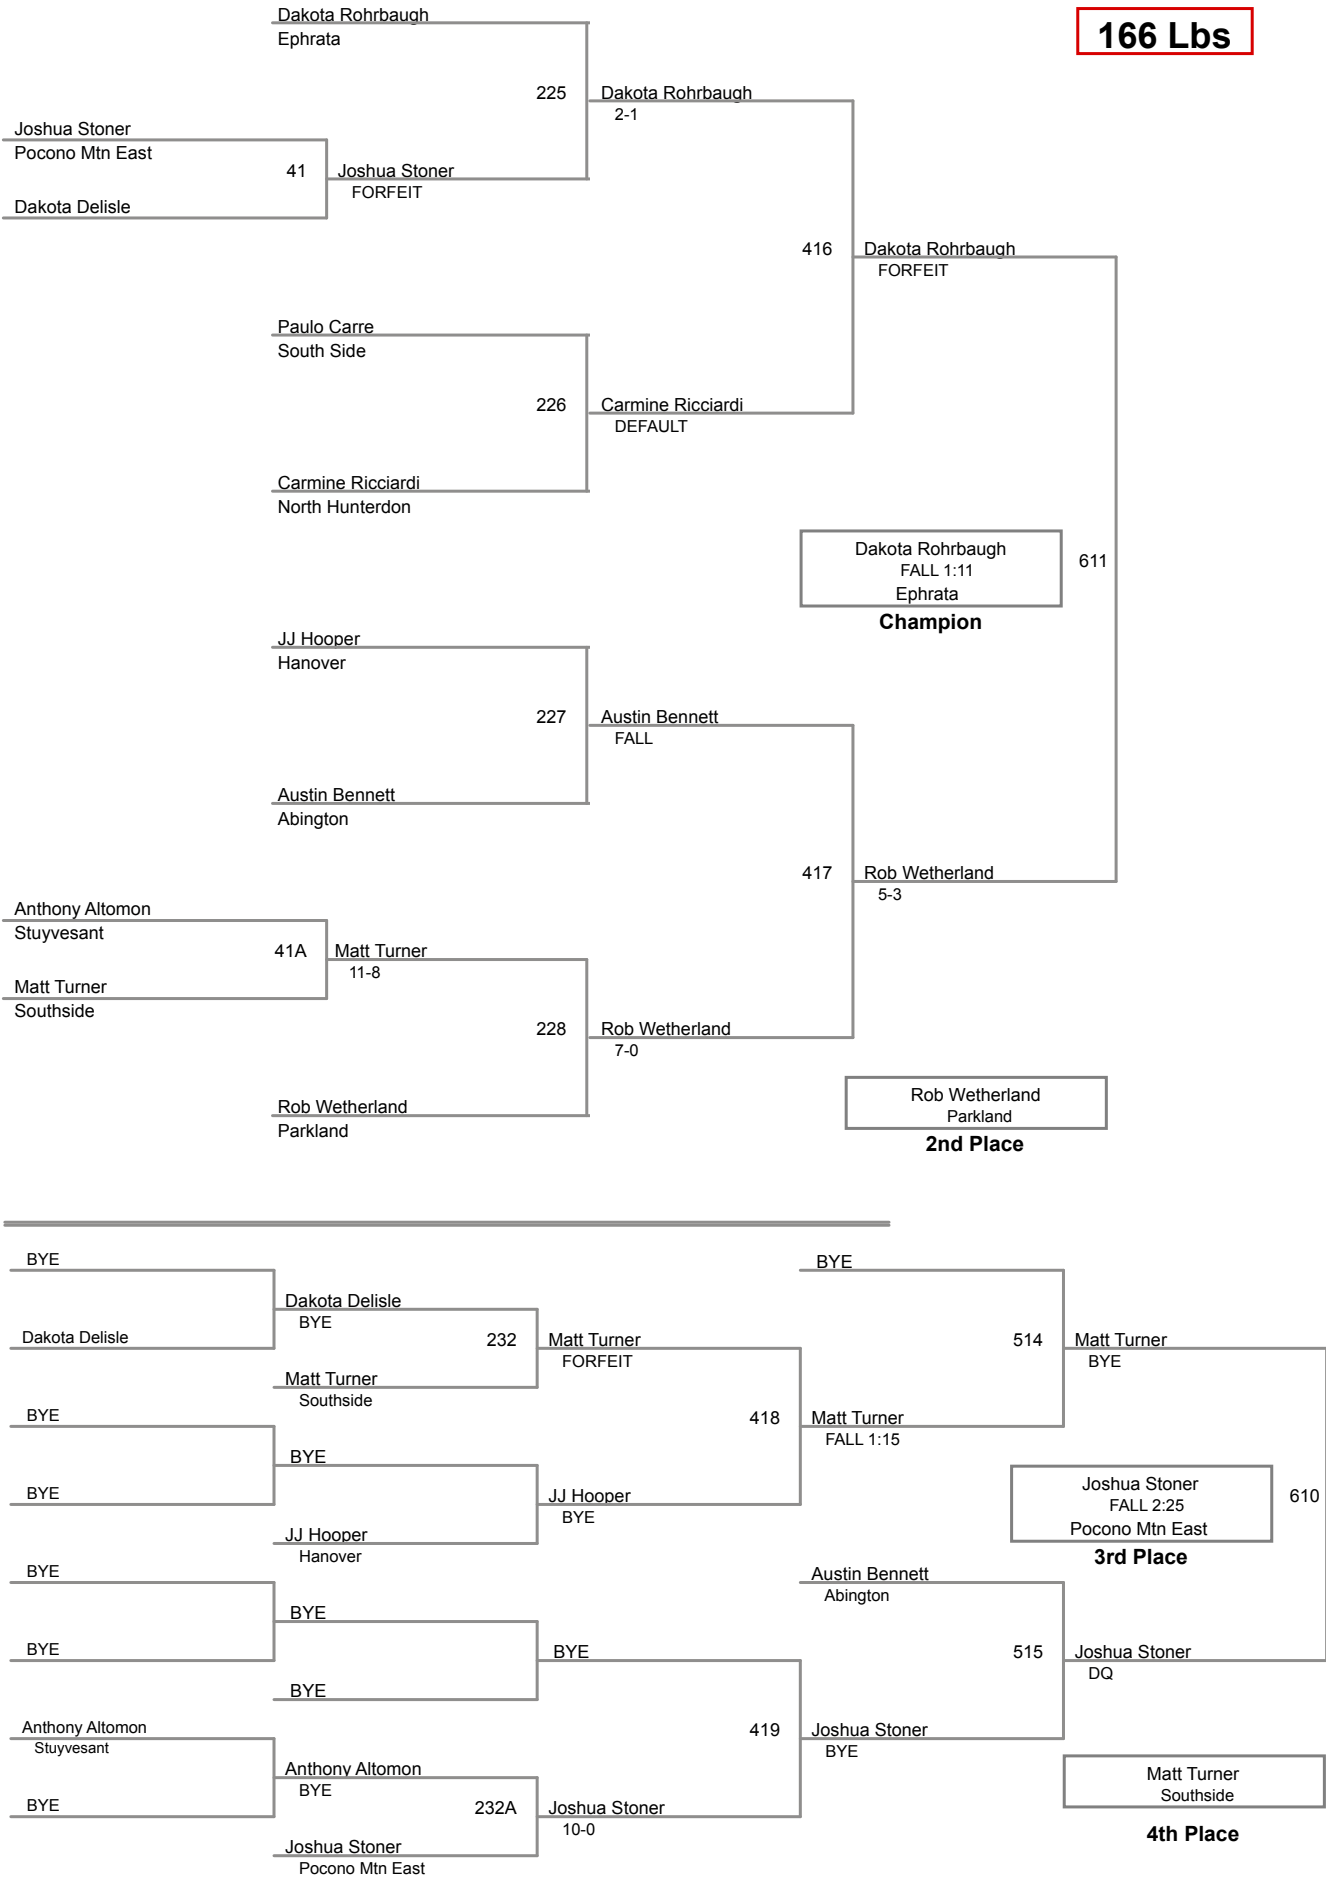 Dakota Rohrbaugh
Ephrata
166 Lbs
225
Dakota Rohrbaugh
2-1
Joshua Stoner
Pocono Mtn East
41
Joshua Stoner
FORFEIT
Dakota Delisle
416
Dakota Rohrbaugh
FORFEIT
Paulo Carre
South Side
226
Carmine Ricciardi
DEFAULT
Carmine Ricciardi
North Hunterdon
Dakota Rohrbaugh
FALL 1:11
Ephrata
Champion
611
JJ Hooper
Hanover
227
Austin Bennett
FALL
Austin Bennett
Abington
417
Rob Wetherland
5-3
Anthony Altomon
Stuyvesant
41A
Matt Turner
11-8
Matt Turner
Southside
228
Rob Wetherland
7-0
Rob Wetherland
Parkland
Rob Wetherland
Parkland
2nd Place
BYE
BYE
Dakota Delisle
BYE
Dakota Delisle
232
Matt Turner
FORFEIT
514
Matt Turner
BYE
Matt Turner
Southside
BYE
418
Matt Turner
FALL 1:15
BYE
BYE
JJ Hooper
BYE
Joshua Stoner
FALL 2:25
Pocono Mtn East
3rd Place
610
JJ Hooper
Hanover
BYE
Austin Bennett
Abington
BYE
BYE
BYE
515
Joshua Stoner
DQ
BYE
Anthony Altomon
Stuyvesant
419
Joshua Stoner
BYE
Anthony Altomon
BYE
Matt Turner
Southside
4th Place
BYE
232A
Joshua Stoner
10-0
Joshua Stoner
Pocono Mtn East